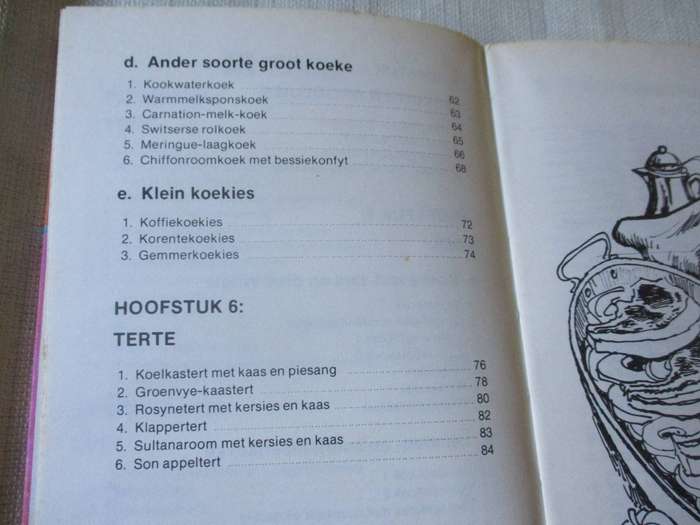 d. Ander soorte groot koeke
1. Kookwaterkoek 62
2. Warmmelksponskoek 63
3. Carnation-melk-koek 64
4. Switserse rolkoek 65
5. Meringue-laagkoek 66
6. Chiffonroomkoek met bessiekonfyt 68
e. Klein koekies
1. Koffiekoekies 72
2. Korentekoekies 73
3. Gemmerkoekies 74
HOOFSTUK 6:
TERTE
1. Koelkastert met kaas en piesang 76
2. Groenvye-kaastert 78
3. Rosynetert met kersies en kaas 80
4. Klappertert 82
5. Sultanaroom met kersies en kaas 83
6. Son appeltert 84